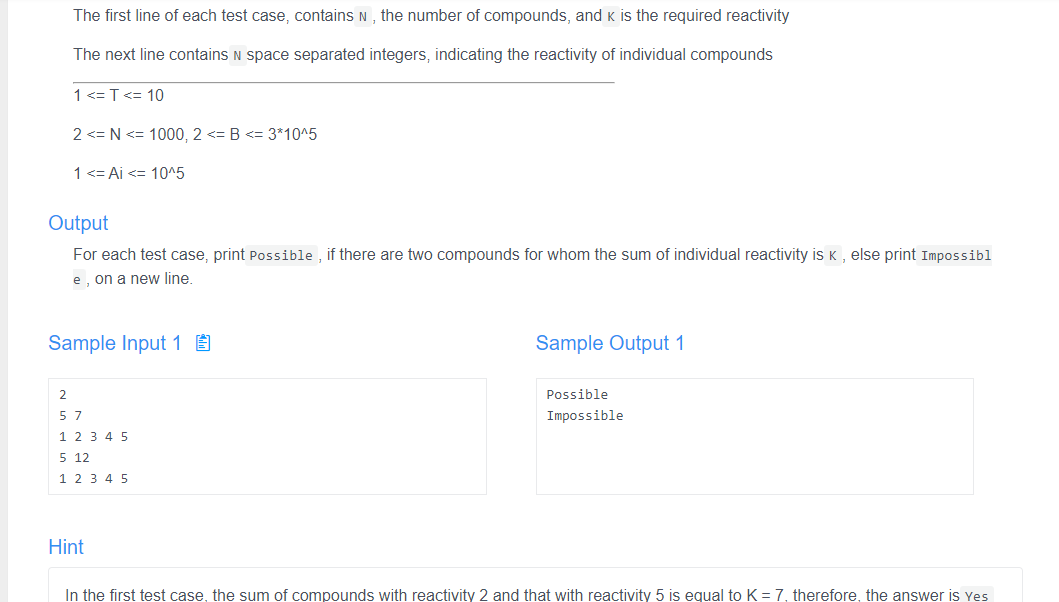 The first line of each test case, contains N , the number of compounds, and K is the required reactivity
The next line contains N space separated integers, indicating the reactivity of individual compounds
1 <= T <= 10
2 <= N <= 1000, 2 <= B <= 3*10^5
1 <= Ai <= 10^5
Output
For each test case, print Possible , if there are two compounds for whom the sum of individual reactivity is K , else print Impossibl
e , on a new line.
Sample Input 1
2
5 7
1 2 3 4 5
5 12
1 2 3 4 5
Sample Output 1
Possible
Impossible
Hint
In the first test case, the sum of compounds with reactivity 2 and that with reactivity 5 is equal to K = 7, therefore, the answer is Yes